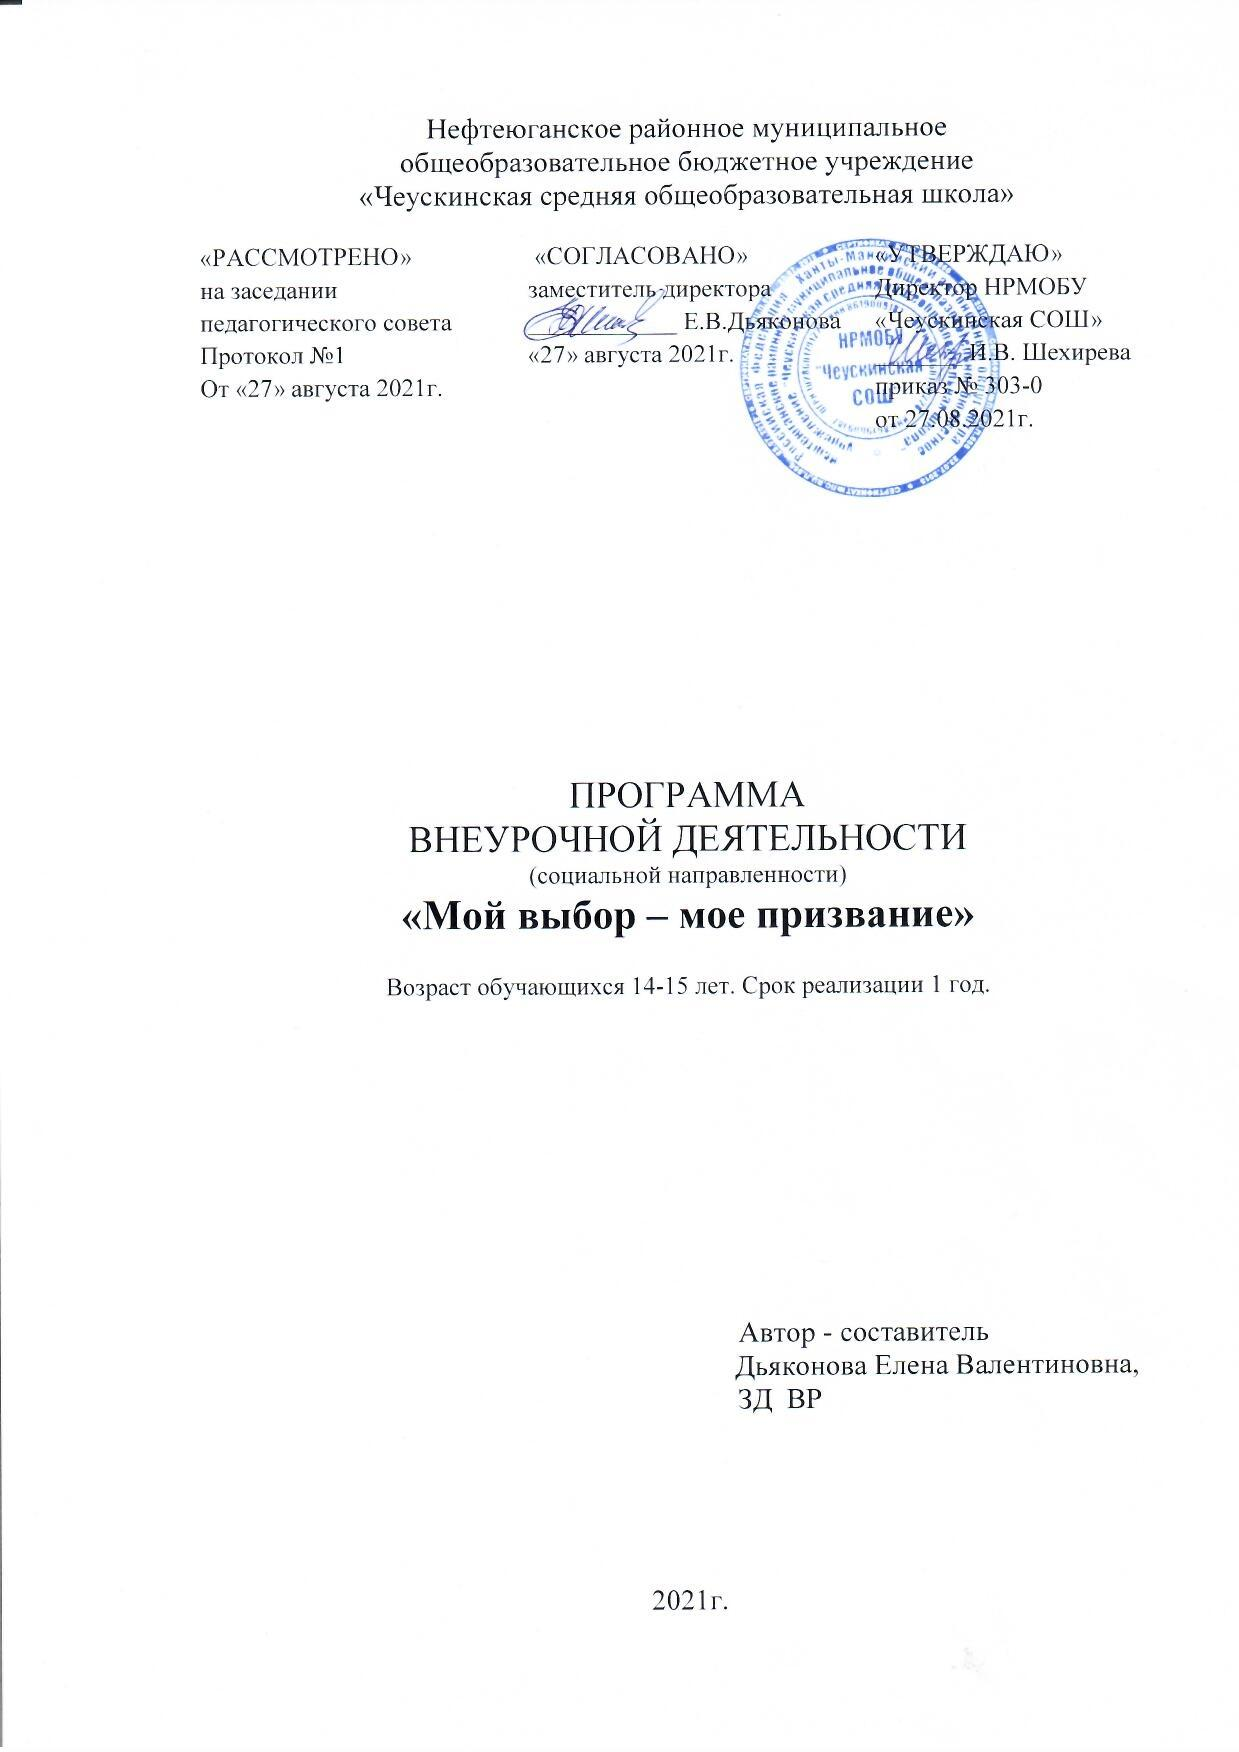 Нефтеюганское районное муниципальное
общеобразовательное бюджетное учреждение
«Чеускинская средняя общеобразовательная школа»
«РАССМОТРЕНО»
на заседании
педагогического совета
Протокол №1
От «27» августа 2021г.
«СОГЛАСОВАНО»
заместитель директора
Е.В.Дьяконова
«27» августа 2021г.
«УТВЕРЖДАЮ»
Директор НРМОБУ
«Чеускинская СОШ»
И.В. Шехирева
приказ № 303-0
от 27.08.2021г.
НРМОБУ
"Чеускинская
СОШ"
ПРОГРАММА
ВНЕУРОЧНОЙ ДЕЯТЕЛЬНОСТИ
(социальной направленности)
«Мой выбор – мое призвание»
Возраст обучающихся 14-15 лет. Срок реализации 1 год.
Автор - составитель
Дьяконова Елена Валентиновна,
ЗД ВР
2021г.